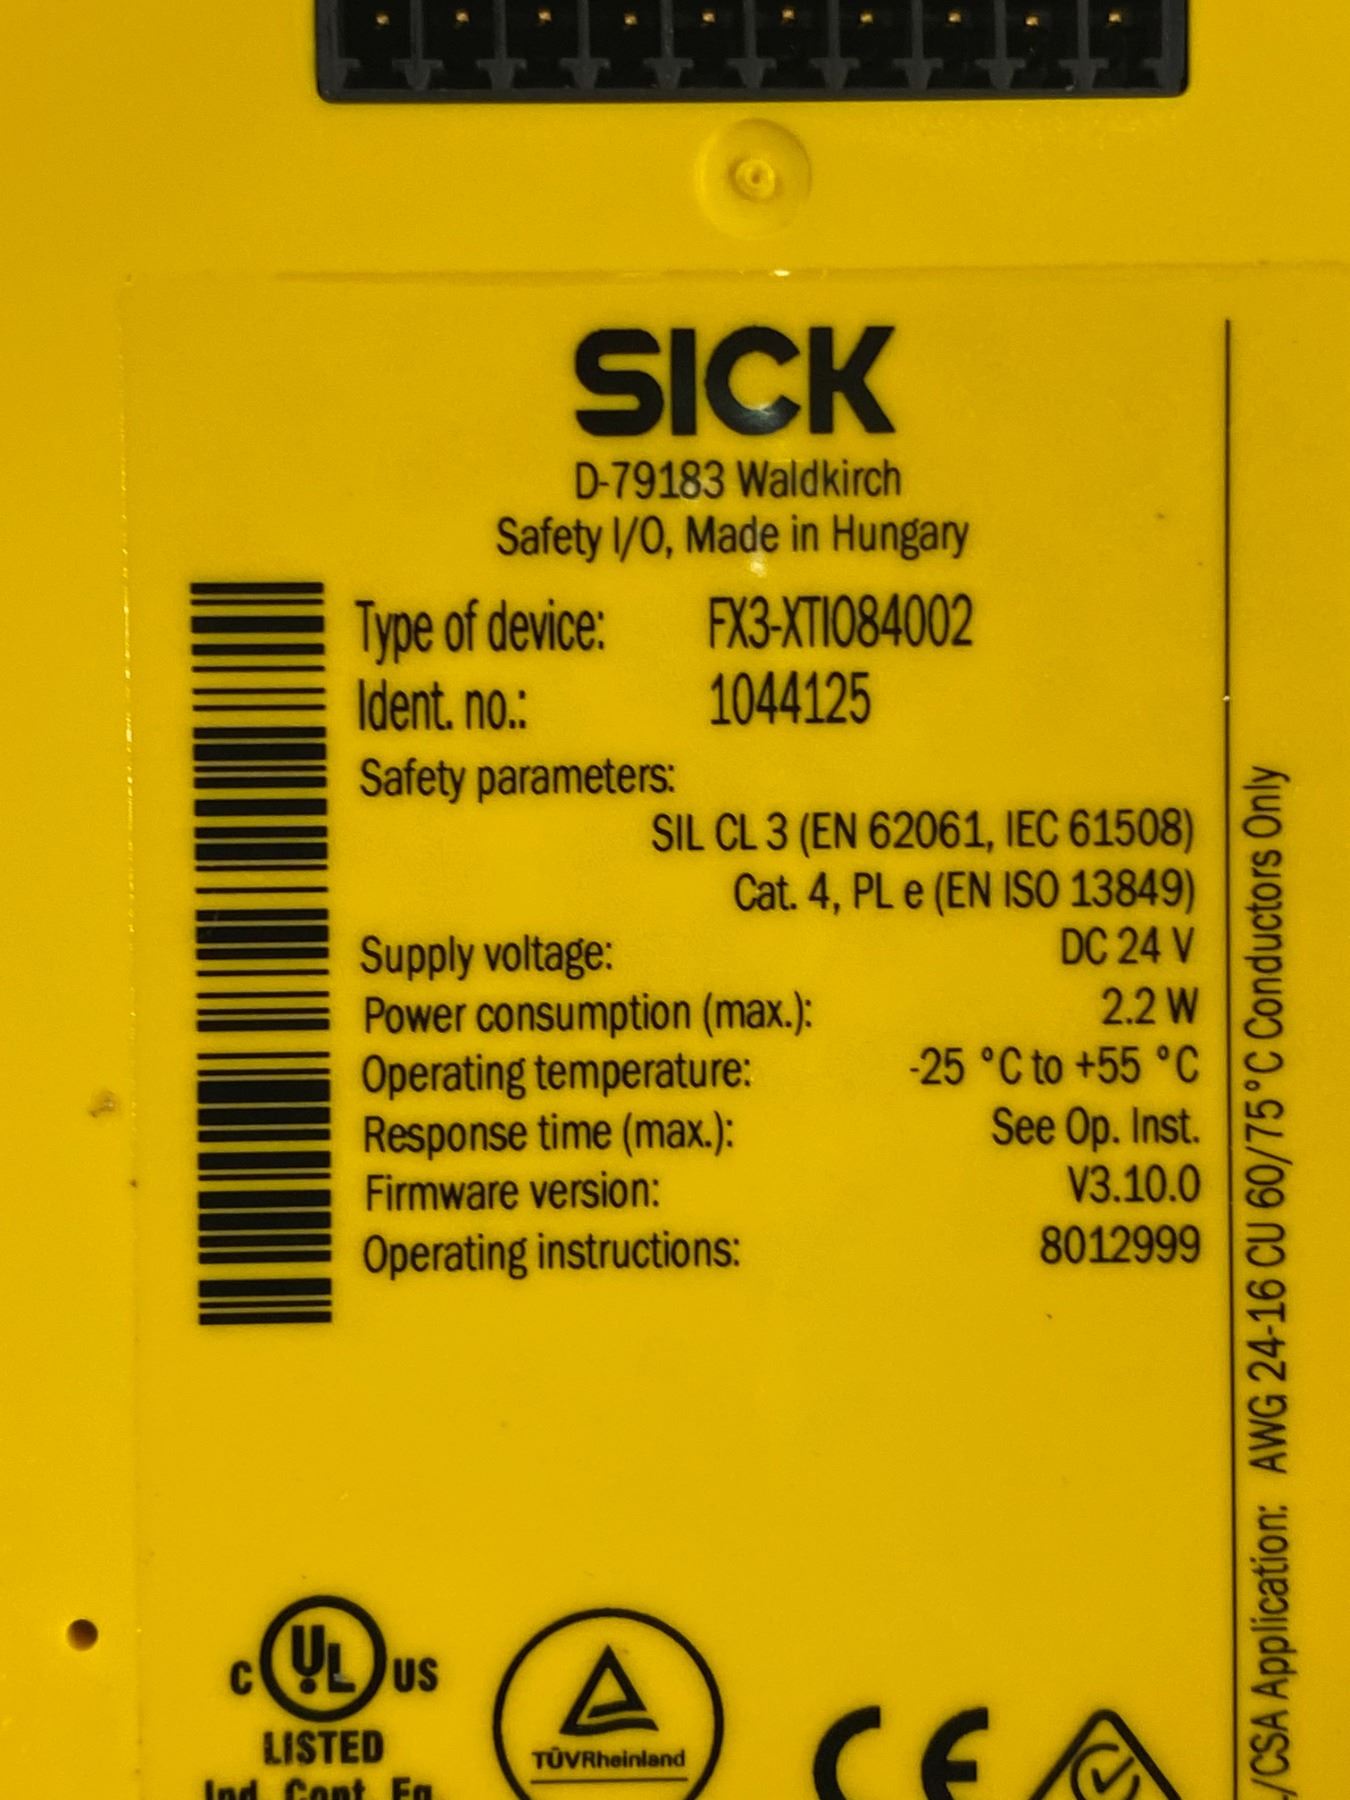 SICK
D-79183 Waldkirch
Safety I/O, Made in Hungary
Type of device: FX3-XTIO84002
Ident. no.: 1044125
Safety parameters:
SIL CL 3 (EN 62061, IEC 61508)
Cat. 4, PL e (EN ISO 13849)
Supply voltage: DC 24 V
Power consumption (max.): 2.2 W
Operating temperature: -25 °C to +55 °C
Response time (max.): See Op. Inst.
Firmware version: V3.10.0
Operating instructions: 8012999
C UL US
LISTED
Ind. Cont. Eq.
TÜVRheinland
CE
/CSA Application: AWG 24-16 CU 60/75°C Conductors Only